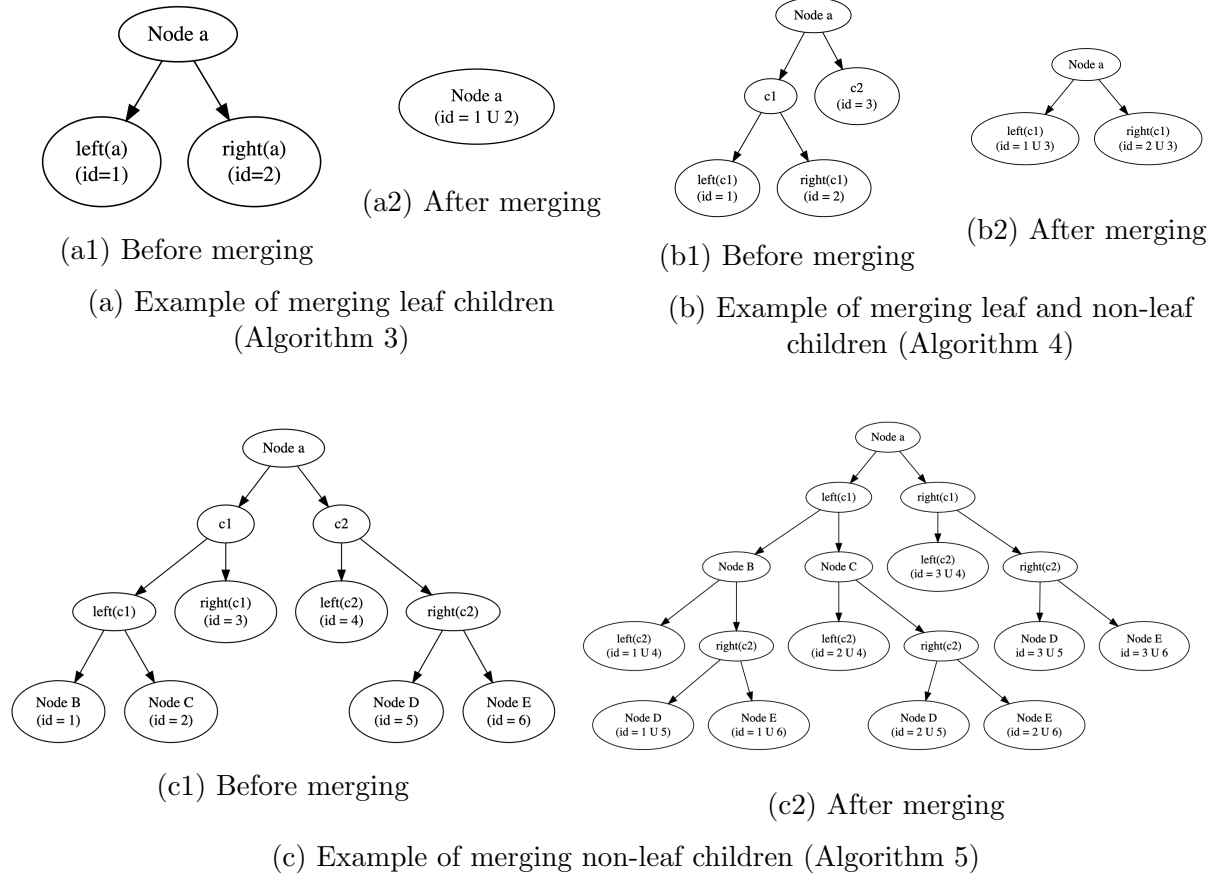 Node a
left(a)
(id=1)
right(a)
(id=2)
(a1) Before merging
Node a
(id = 1 U 2)
(a2) After merging
(a) Example of merging leaf children
(Algorithm 3)
Node a
c1
c2
(id = 3)
left(c1)
(id = 1)
right(c1)
(id = 2)
(b1) Before merging
Node a
left(c1)
(id = 1 U 3)
right(c1)
(id = 2 U 3)
(b2) After merging
(b) Example of merging leaf and non-leaf
children (Algorithm 4)
Node a
c1
c2
left(c1)
right(c1)
(id = 3)
left(c2)
(id = 4)
right(c2)
Node B
(id = 1)
Node C
(id = 2)
Node D
(id = 5)
Node E
(id = 6)
(c1) Before merging
Node a
left(c1)
right(c1)
Node B
Node C
left(c2)
(id = 3 U 4)
right(c2)
left(c2)
(id = 1 U 4)
right(c2)
left(c2)
(id = 2 U 4)
right(c2)
Node D
id = 3 U 5
Node E
id = 3 U 6
Node D
(id = 1 U 5)
Node E
(id = 1 U 6)
Node D
(id = 2 U 5)
Node E
(id = 2 U 6)
(c2) After merging
(c) Example of merging non-leaf children (Algorithm 5)